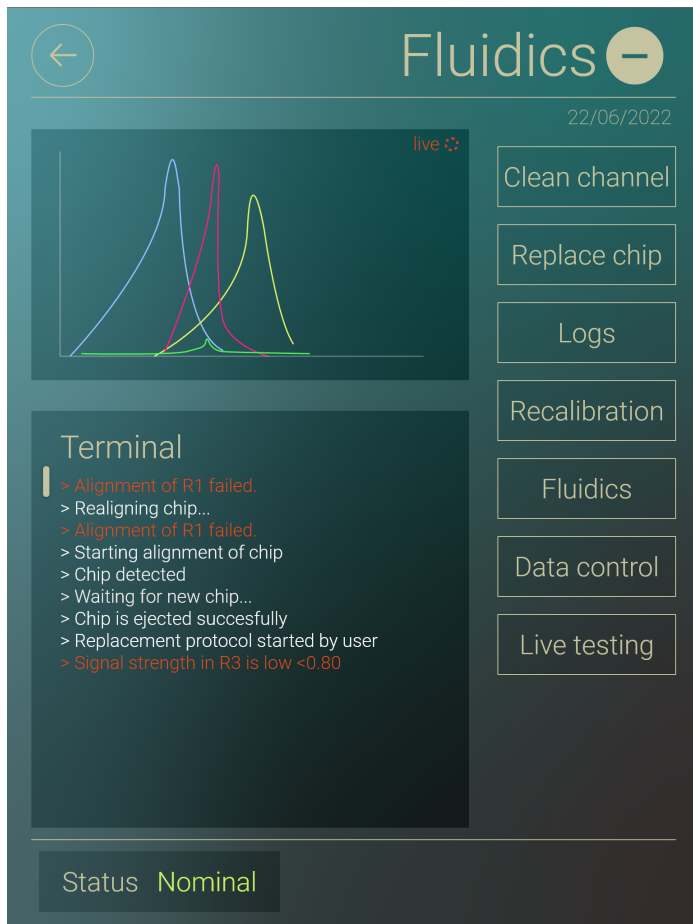 Fluidics
22/06/2022
live
Clean channel
Replace chip
Logs
Recalibration
Fluidics
Data control
Live testing
Terminal
> Alignment of R1 failed.
> Realigning chip...
> Alignment of R1 failed.
> Starting alignment of chip
> Chip detected
> Waiting for new chip...
> Chip is ejected succesfully
> Replacement protocol started by user
> Signal strength in R3 is low <0.80
Status Nominal